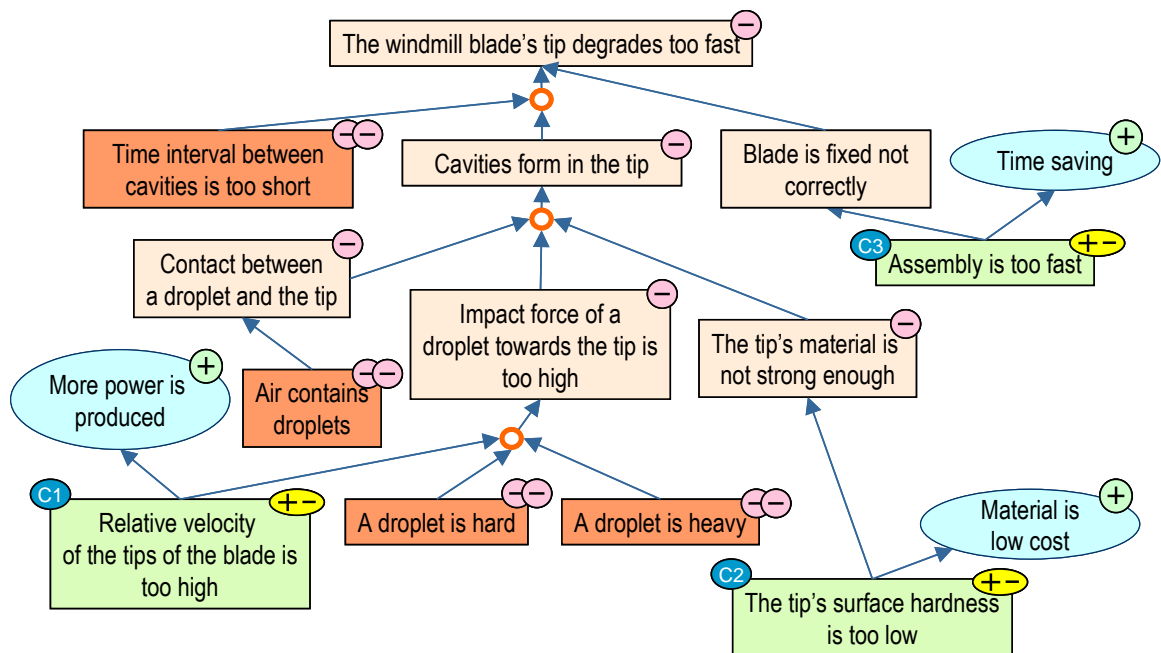 The windmill blade's tip degrades too fast
−
Time interval between
cavities is too short
− −
Cavities form in the tip
−
Blade is fixed not
correctly
Time saving
+
Contact between
a droplet and the tip
−
C3
Assembly is too fast
+ −
Impact force of a
droplet towards the tip is
too high
−
The tip's material is
not strong enough
−
More power is
produced
+
Air contains
droplets
− −
C1
Relative velocity
of the tips of the blade is
too high
+ −
A droplet is hard
− −
A droplet is heavy
− −
Material is
low cost
+
C2
The tip's surface hardness
is too low
+ −